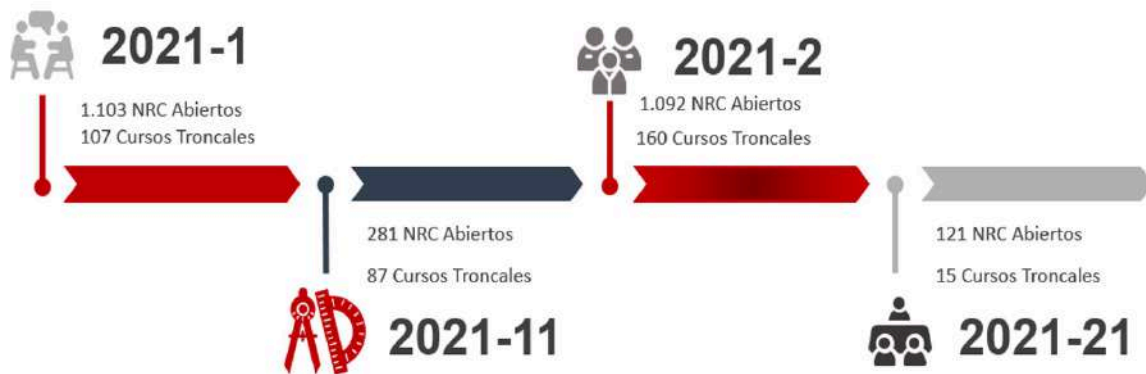 2021-1
1.103 NRC Abiertos
107 Cursos Troncales
281 NRC Abiertos
87 Cursos Troncales
2021-11
2021-2
1.092 NRC Abiertos
160 Cursos Troncales
121 NRC Abiertos
15 Cursos Troncales
2021-21